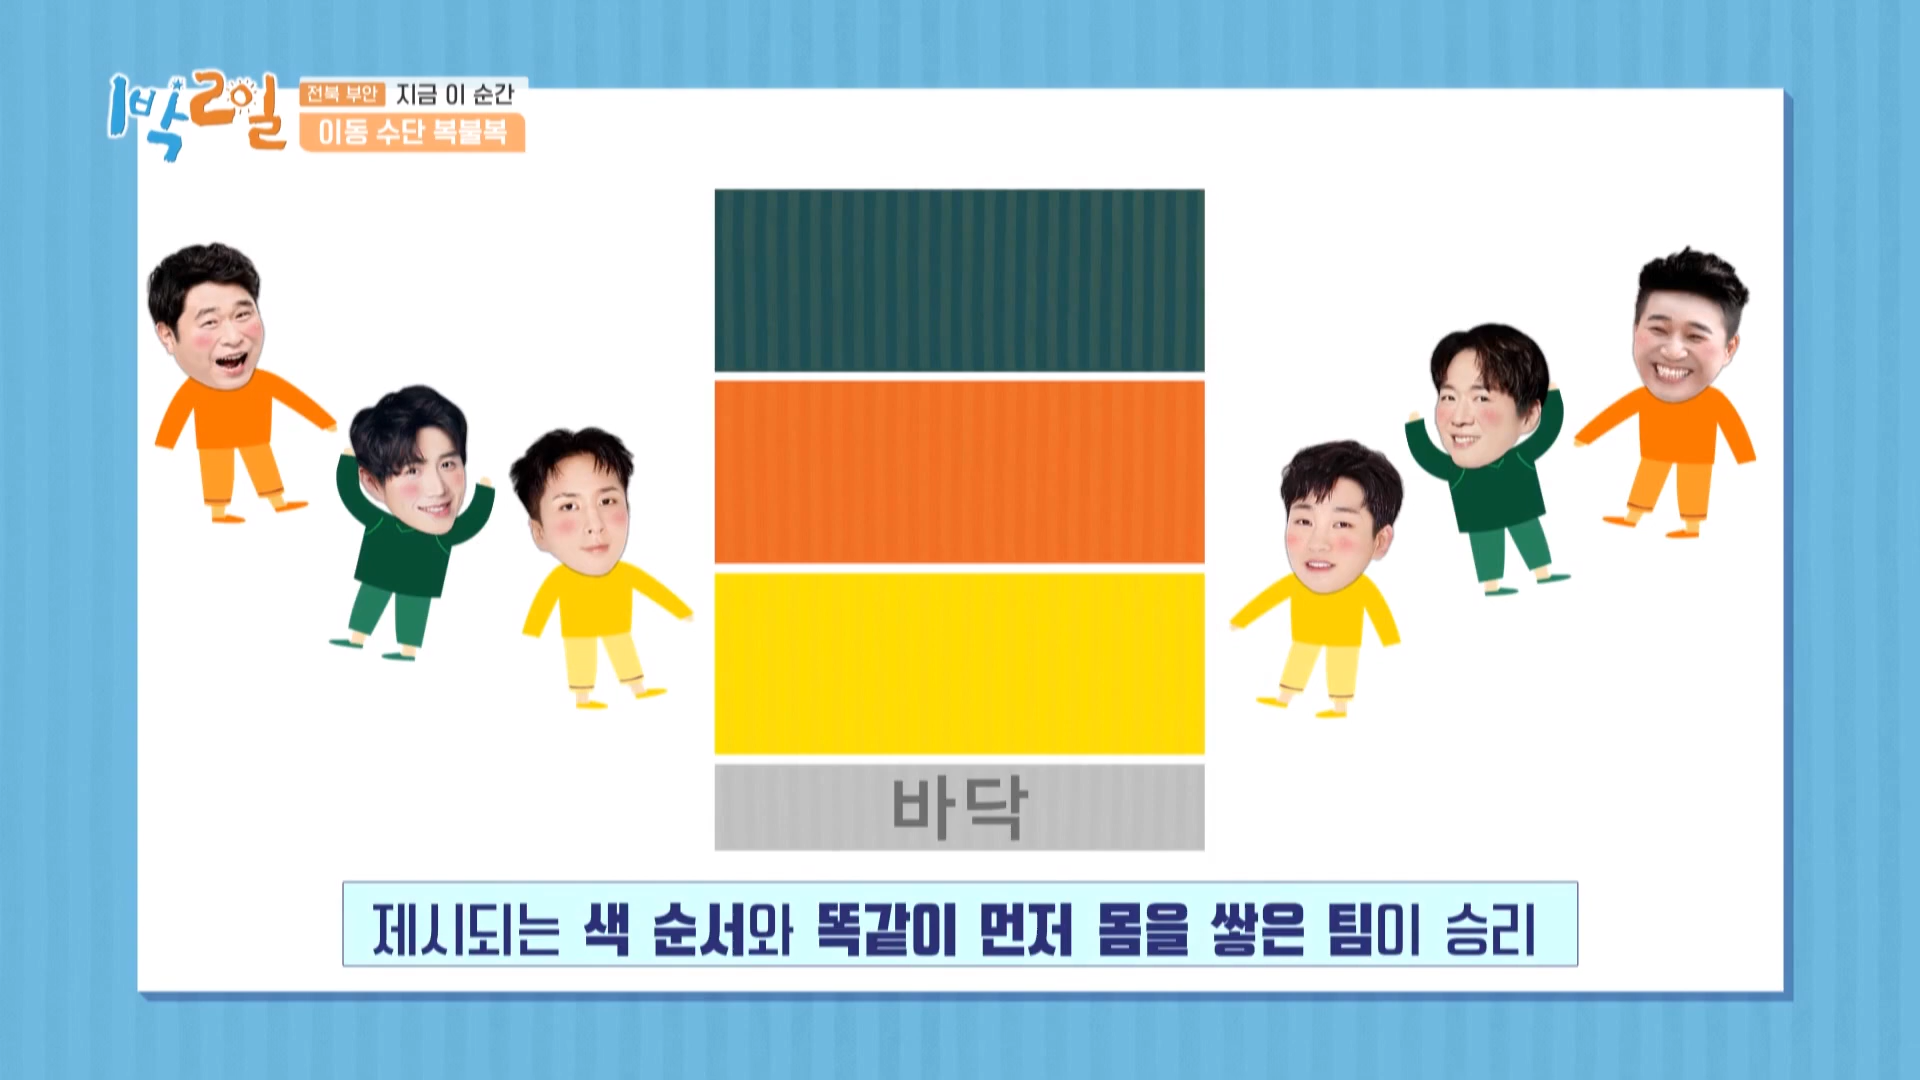 1박2일
전북 부안 지금 이 순간
이동 수단 복불복
바닥
제시되는 색 순서와 똑같이 먼저 몸을 쌓은 팀이 승리